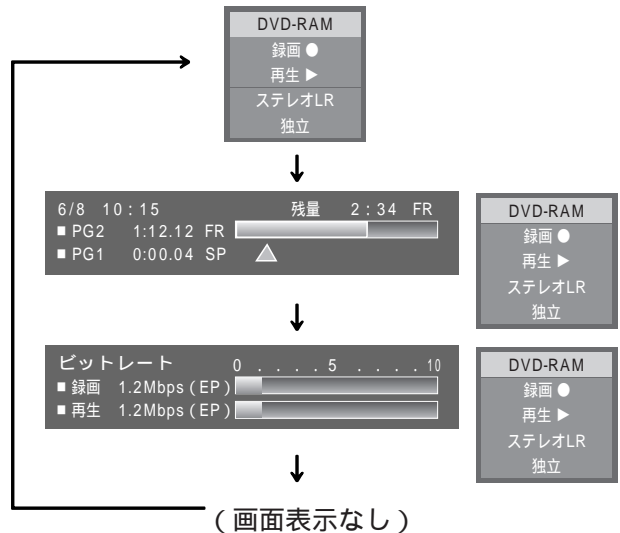 DVD-RAM
録画 ●
再生 ▶
ステレオLR
独立
6/8 10:15 残量 2:34 FR
■ PG2 1:12.12 FR
■ PG1 0:00.04 SP
DVD-RAM
録画 ●
再生 ▶
ステレオLR
独立
ビットレート 0 . . . . 5 . . . . 10
■ 録画 1.2Mbps(EP)
■ 再生 1.2Mbps(EP)
DVD-RAM
録画 ●
再生 ▶
ステレオLR
独立
(画面表示なし)